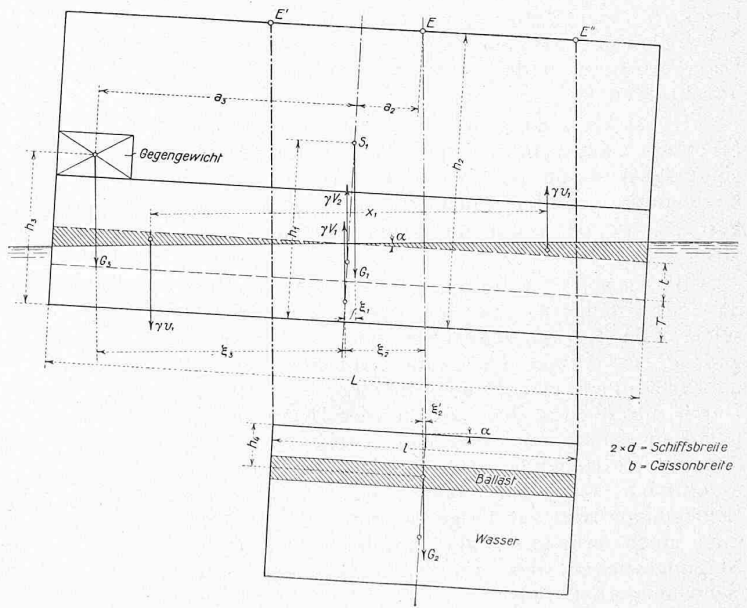 E' E E"
a₃ a₂
S₁
h₂
Gegengewicht
h₃ h₁ γV₂ γv₁
x₁
γV₁ α
G₃ G₁ t
γv₁ ξ₁ T
ξ₃ ξ₂
L
ξ₂'
h₄ α
l
2×d = Schiffsbreite
b = Caissonbreite
Ballast
Wasser
G₂